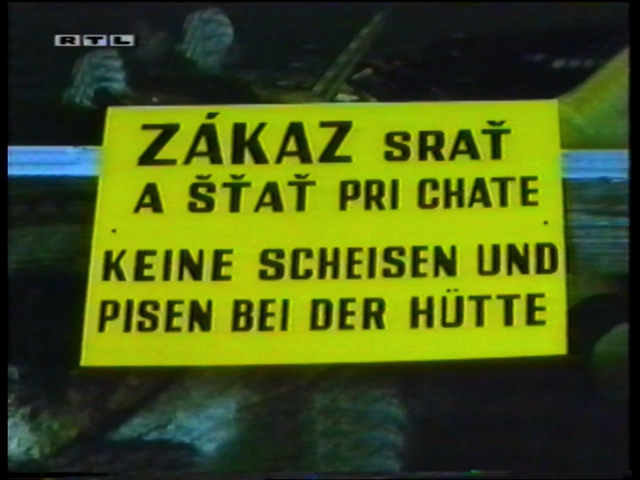 RTL
ZÁKAZ SRAŤ
A ŠŤAŤ PRI CHATE
KEINE SCHEISEN UND
PISEN BEI DER HÜTTE